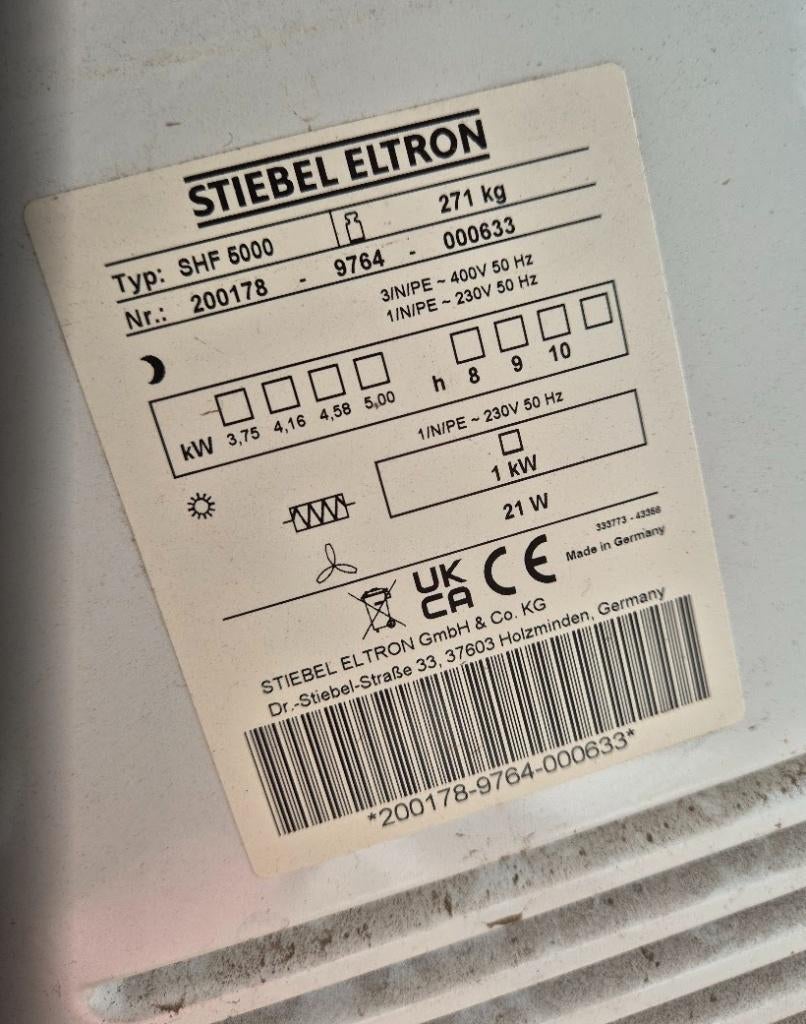 STIEBEL ELTRON
Typ: SHF 5000 271 kg
Nr.: 200178 - 9764 - 000633
3/N/PE ~ 400V 50 Hz
1/N/PE ~ 230V 50 Hz
kW 3,75 4,16 4,58 5,00 h 8 9 10
1/N/PE ~ 230V 50 Hz
1 kW
21 W
333773 - 43356
Made in Germany
UK
CA CE
STIEBEL ELTRON GmbH & Co. KG
Dr.-Stiebel-Straße 33, 37603 Holzminden, Germany
*200178-9764-000633*